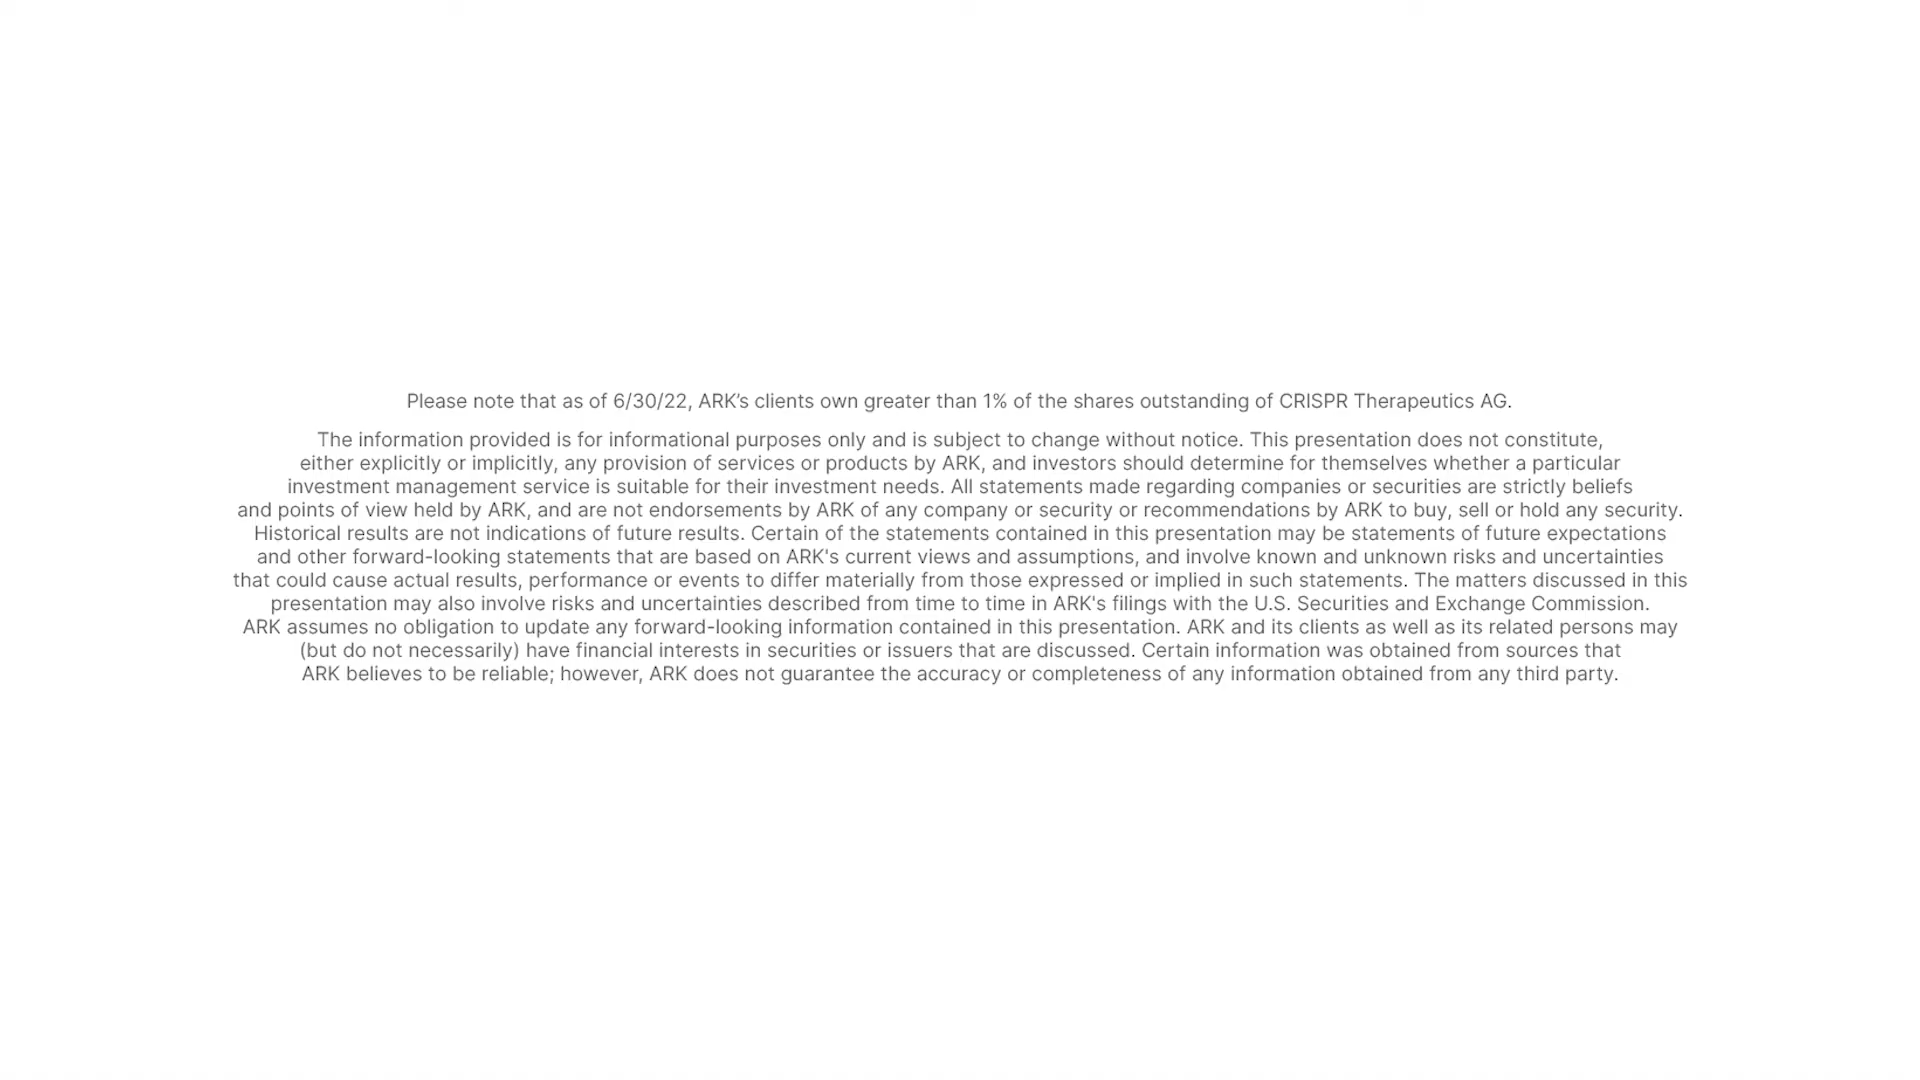 Please note that as of 6/30/22, ARK’s clients own greater than 1% of the shares outstanding of CRISPR Therapeutics AG.
The information provided is for informational purposes only and is subject to change without notice. This presentation does not constitute,
either explicitly or implicitly, any provision of services or products by ARK, and investors should determine for themselves whether a particular
investment management service is suitable for their investment needs. All statements made regarding companies or securities are strictly beliefs
and points of view held by ARK, and are not endorsements by ARK of any company or security or recommendations by ARK to buy, sell or hold any security.
Historical results are not indications of future results. Certain of the statements contained in this presentation may be statements of future expectations
and other forward-looking statements that are based on ARK's current views and assumptions, and involve known and unknown risks and uncertainties
that could cause actual results, performance or events to differ materially from those expressed or implied in such statements. The matters discussed in this
presentation may also involve risks and uncertainties described from time to time in ARK's filings with the U.S. Securities and Exchange Commission.
ARK assumes no obligation to update any forward-looking information contained in this presentation. ARK and its clients as well as its related persons may
(but do not necessarily) have financial interests in securities or issuers that are discussed. Certain information was obtained from sources that
ARK believes to be reliable; however, ARK does not guarantee the accuracy or completeness of any information obtained from any third party.